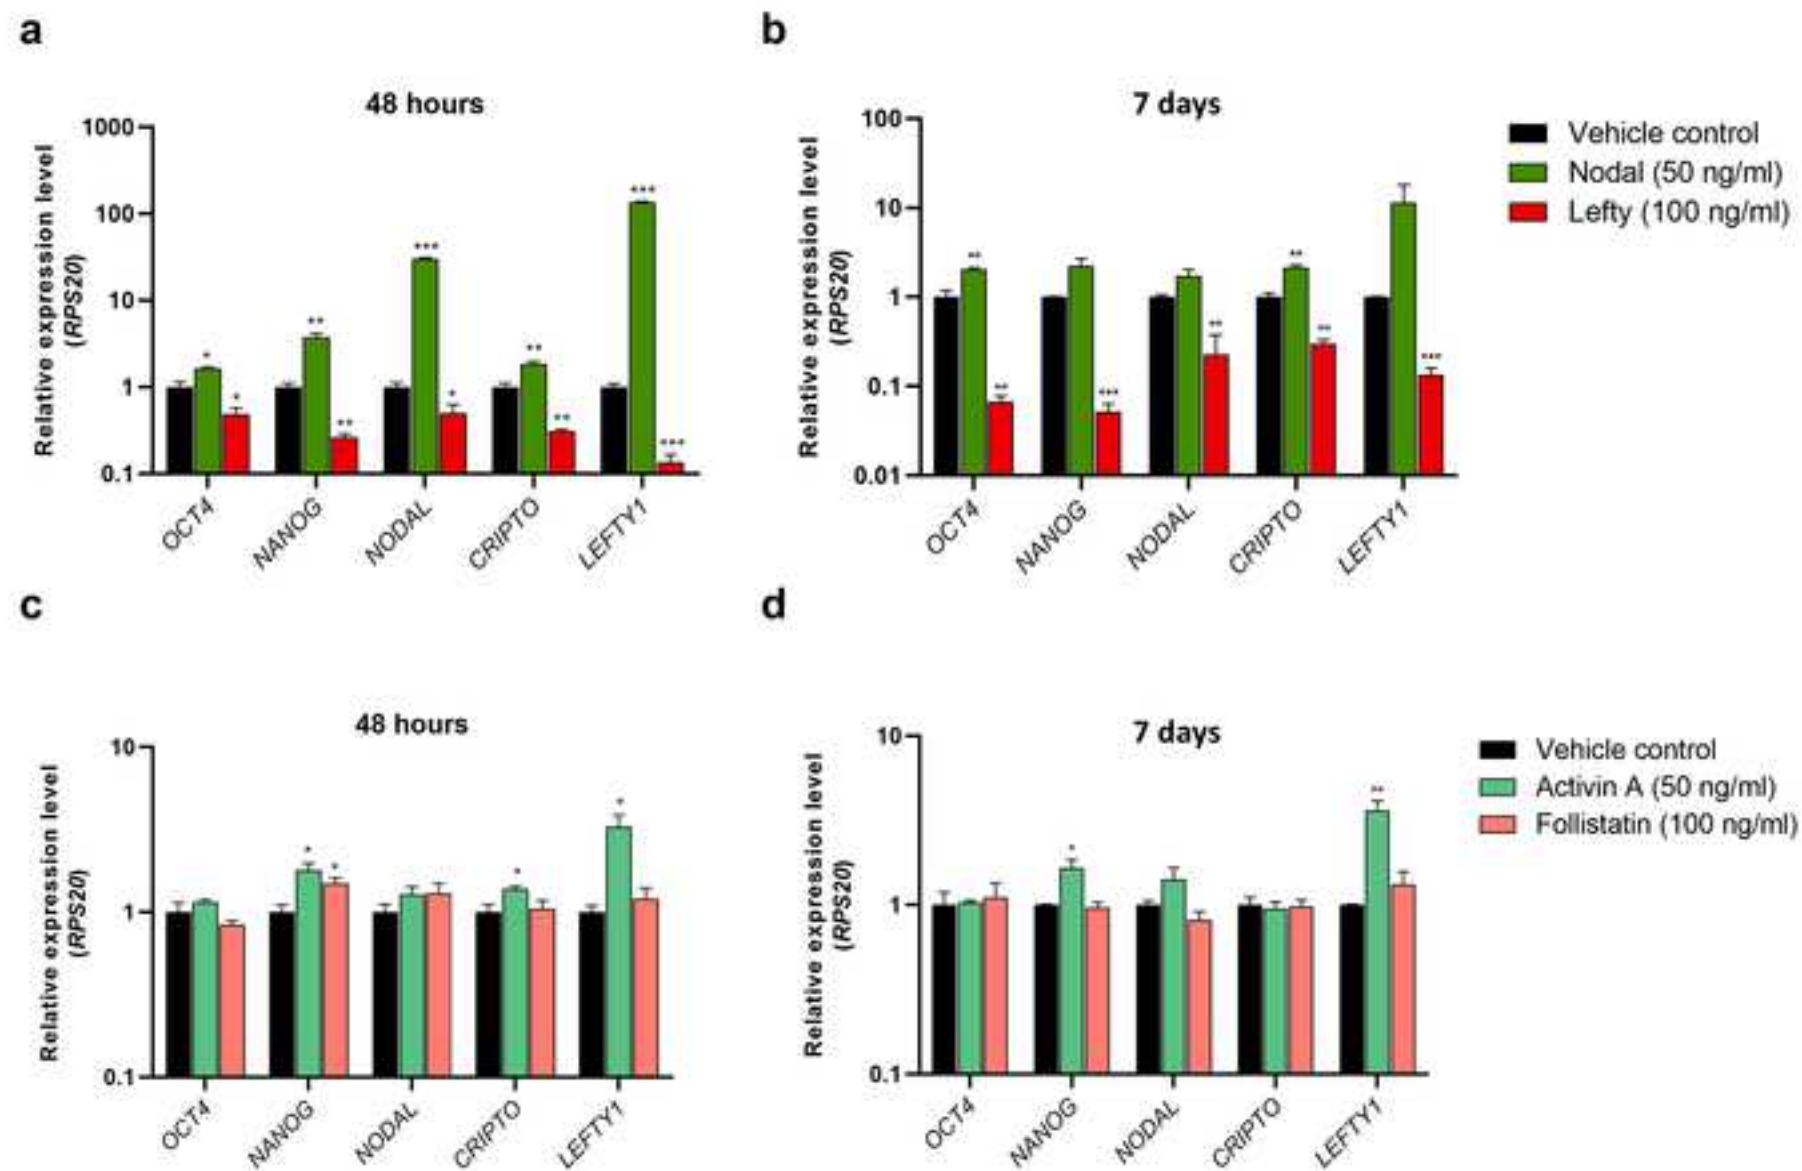 a
48 hours
Relative expression level
(RPS20)
1000
100
10
1
0.1
* * ** ** *** * ** ** *** ***
OCT4 NANOG NODAL CRIPTO LEFTY1
b
7 days
Relative expression level
(RPS20)
100
10
1
0.1
0.01
** ** *** ** ** ** ***
OCT4 NANOG NODAL CRIPTO LEFTY1
Vehicle control
Nodal (50 ng/ml)
Lefty (100 ng/ml)
c
48 hours
Relative expression level
(RPS20)
10
1
0.1
* * * *
OCT4 NANOG NODAL CRIPTO LEFTY1
d
7 days
Relative expression level
(RPS20)
10
1
0.1
* **
OCT4 NANOG NODAL CRIPTO LEFTY1
Vehicle control
Activin A (50 ng/ml)
Follistatin (100 ng/ml)